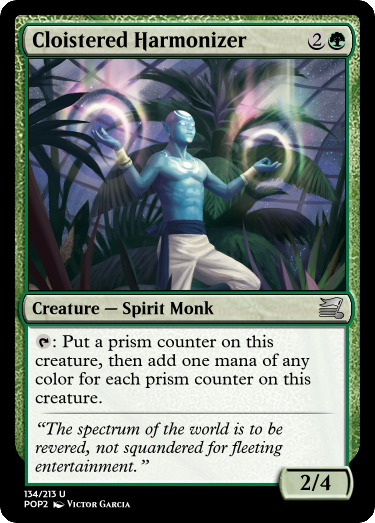 Cloistered Harmonizer 2
Creature — Spirit Monk
: Put a prism counter on this
creature, then add one mana of any
color for each prism counter on this
creature.
“The spectrum of the world is to be
revered, not squandered for fleeting
entertainment.”
2/4
134/213 U
POP2 Victor Garcia